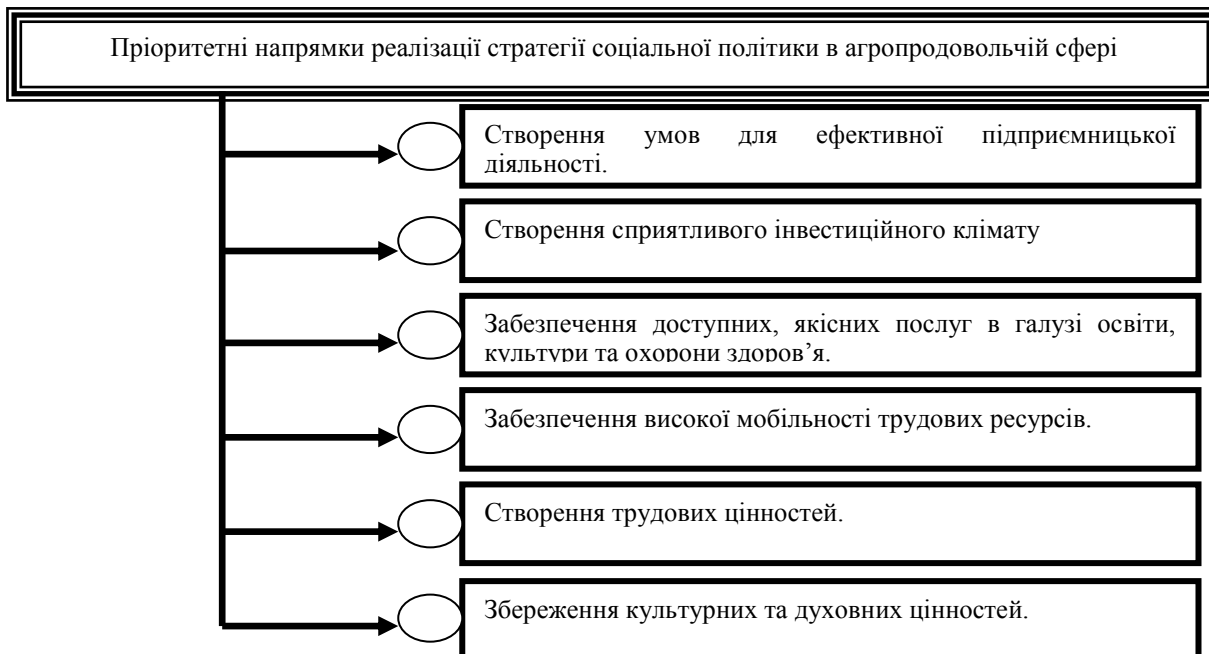 Пріоритетні напрямки реалізації стратегії соціальної політики в агропродовольчій сфері
Створення умов для ефективної підприємницької
діяльності.
Створення сприятливого інвестиційного клімату
Забезпечення доступних, якісних послуг в галузі освіти,
культури та охорони здоров’я.
Забезпечення високої мобільності трудових ресурсів.
Створення трудових цінностей.
Збереження культурних та духовних цінностей.